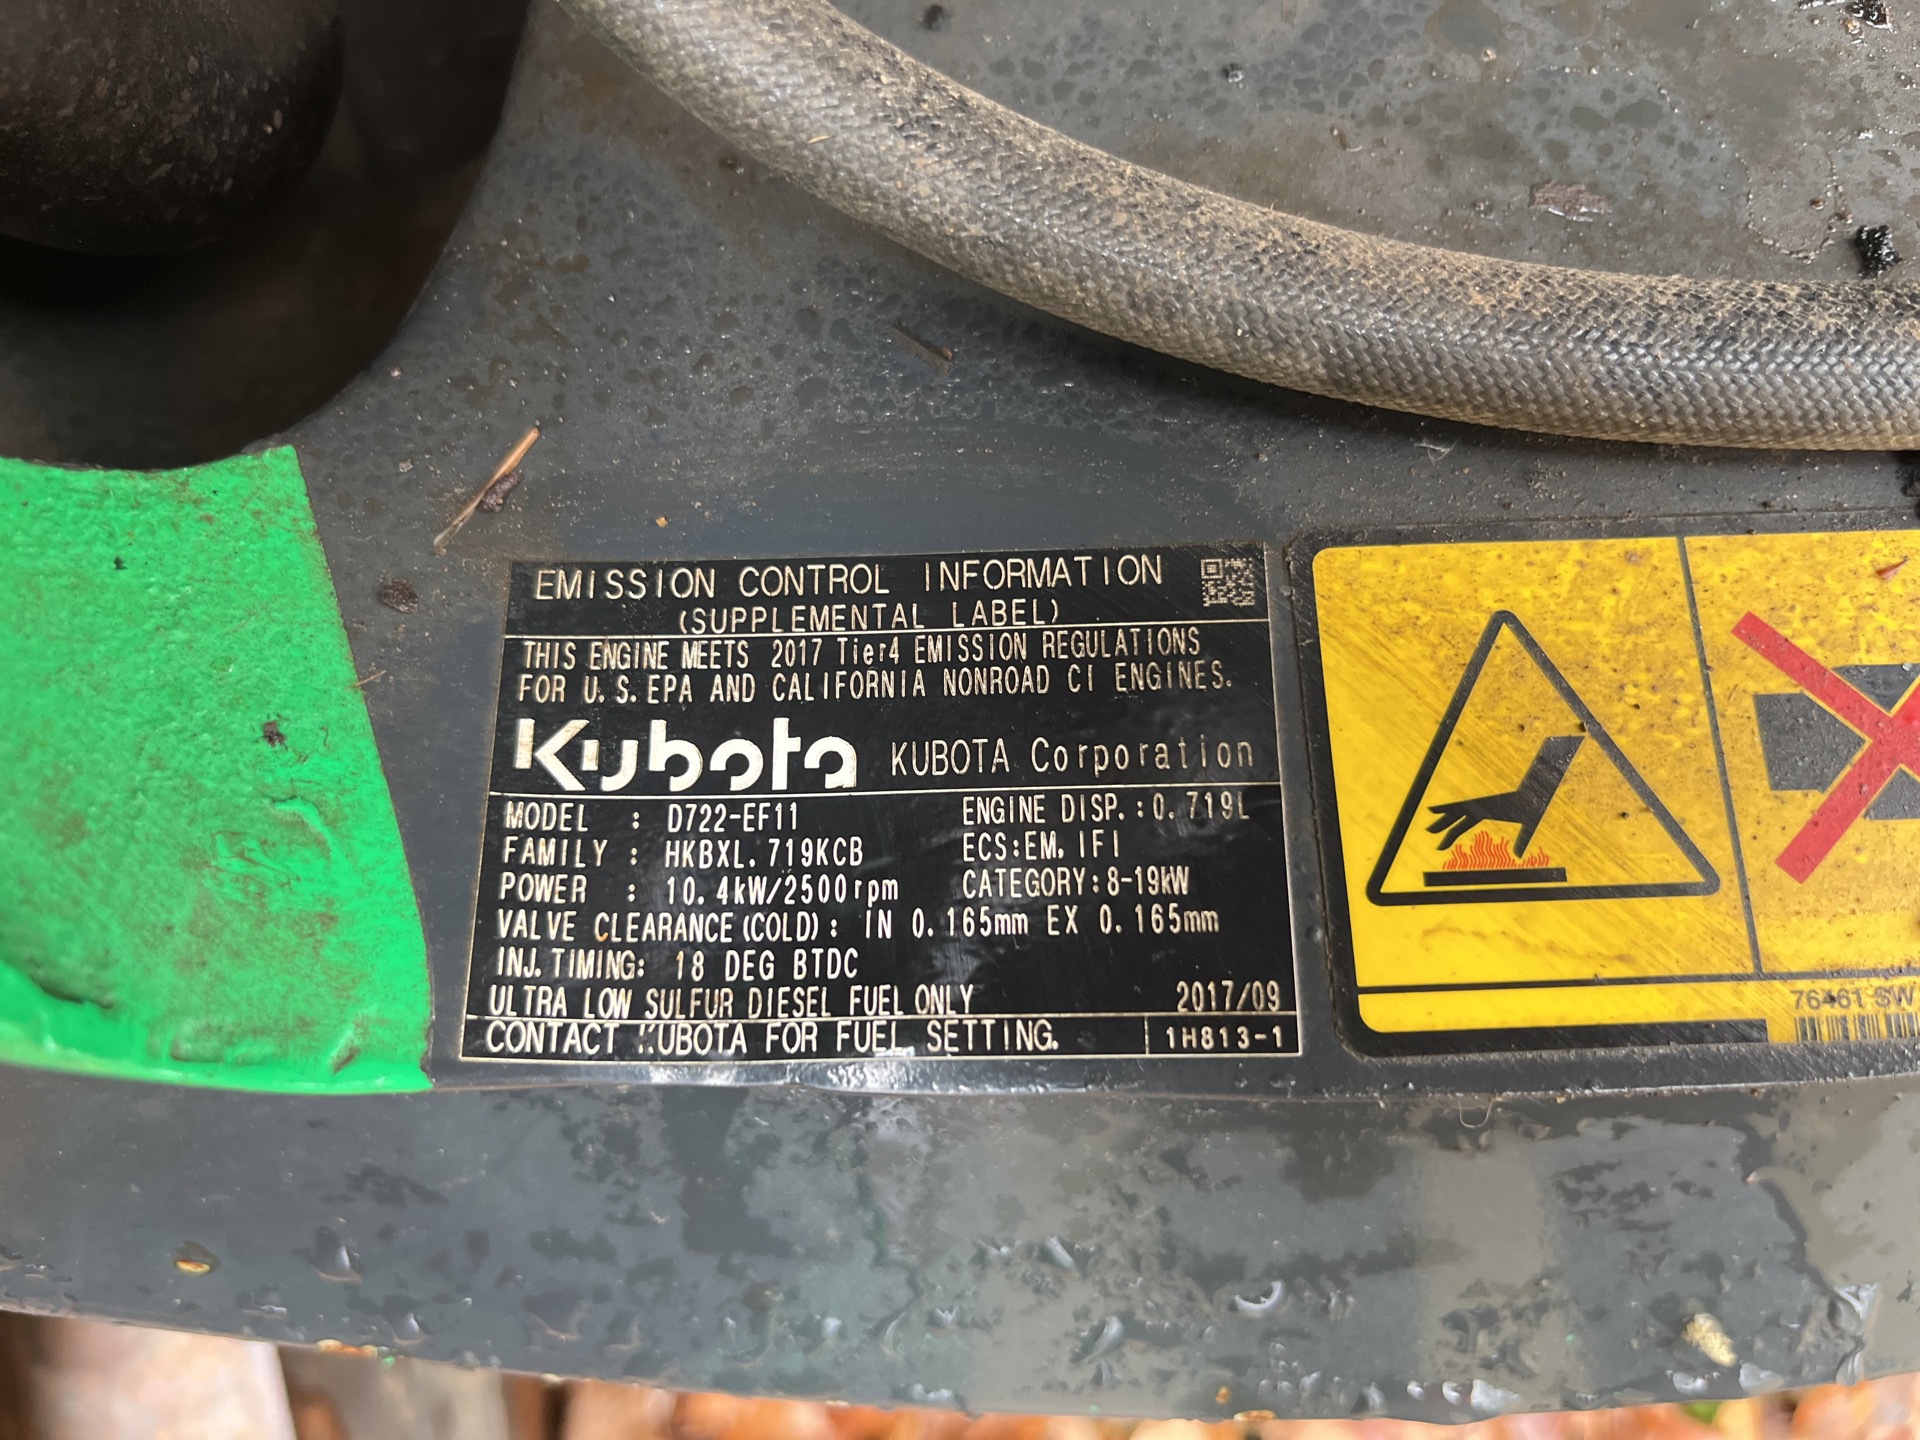 EMISSION CONTROL INFORMATION
(SUPPLEMENTAL LABEL)
THIS ENGINE MEETS 2017 Tier4 EMISSION REGULATIONS
FOR U.S.EPA AND CALIFORNIA NONROAD CI ENGINES.
Kubota KUBOTA Corporation
MODEL : D722-EF11 ENGINE DISP.:0.719L
FAMILY : HKBXL.719KCB ECS:EM, IFI
POWER : 10.4kW/2500rpm CATEGORY:8-19kW
VALVE CLEARANCE(COLD): IN 0.165mm EX 0.165mm
INJ.TIMING: 18 DEG BTDC
ULTRA LOW SULFUR DIESEL FUEL ONLY 2017/09
CONTACT KUBOTA FOR FUEL SETTING. 1H813-1
76461 SW